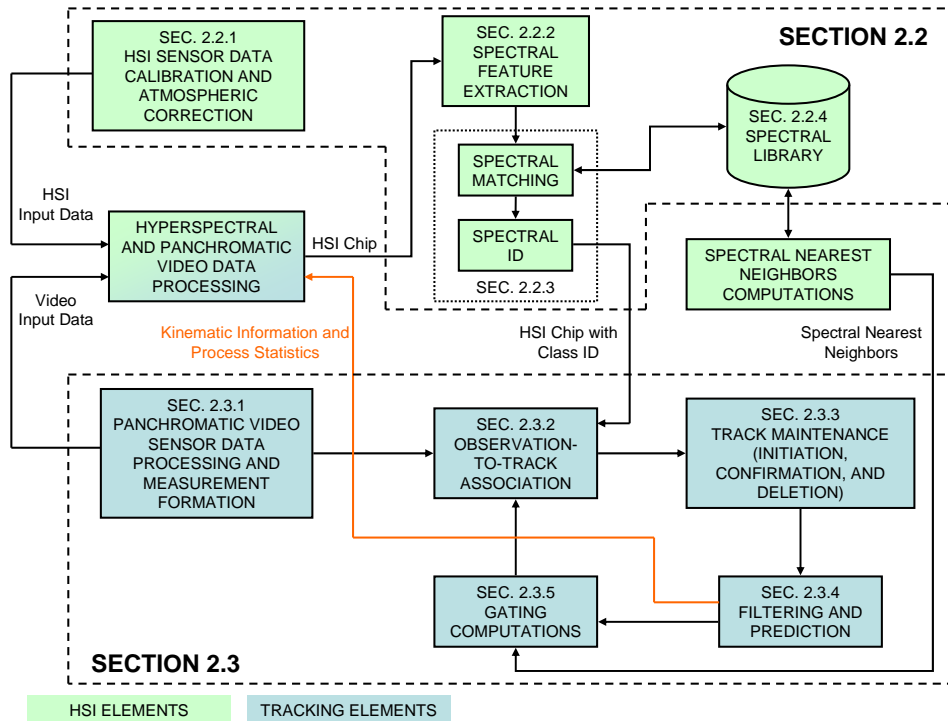 SECTION 2.2
SEC. 2.2.1
HSI SENSOR DATA
CALIBRATION AND
ATMOSPHERIC
CORRECTION
SEC. 2.2.2
SPECTRAL
FEATURE
EXTRACTION
SEC. 2.2.4
SPECTRAL
LIBRARY
SPECTRAL
MATCHING
SPECTRAL
ID
SEC. 2.2.3
HSI
Input Data
HYPERSPECTRAL
AND PANCHROMATIC
VIDEO DATA
PROCESSING
HSI Chip
SPECTRAL NEAREST
NEIGHBORS
COMPUTATIONS
Video
Input Data
Kinematic Information and
Process Statistics
HSI Chip with
Class ID
Spectral Nearest
Neighbors
SEC. 2.3.1
PANCHROMATIC VIDEO
SENSOR DATA
PROCESSING AND
MEASUREMENT
FORMATION
SEC. 2.3.2
OBSERVATION-
TO-TRACK
ASSOCIATION
SEC. 2.3.3
TRACK MAINTENANCE
(INITIATION,
CONFIRMATION, AND
DELETION)
SEC. 2.3.5
GATING
COMPUTATIONS
SEC. 2.3.4
FILTERING AND
PREDICTION
SECTION 2.3
HSI ELEMENTS
TRACKING ELEMENTS